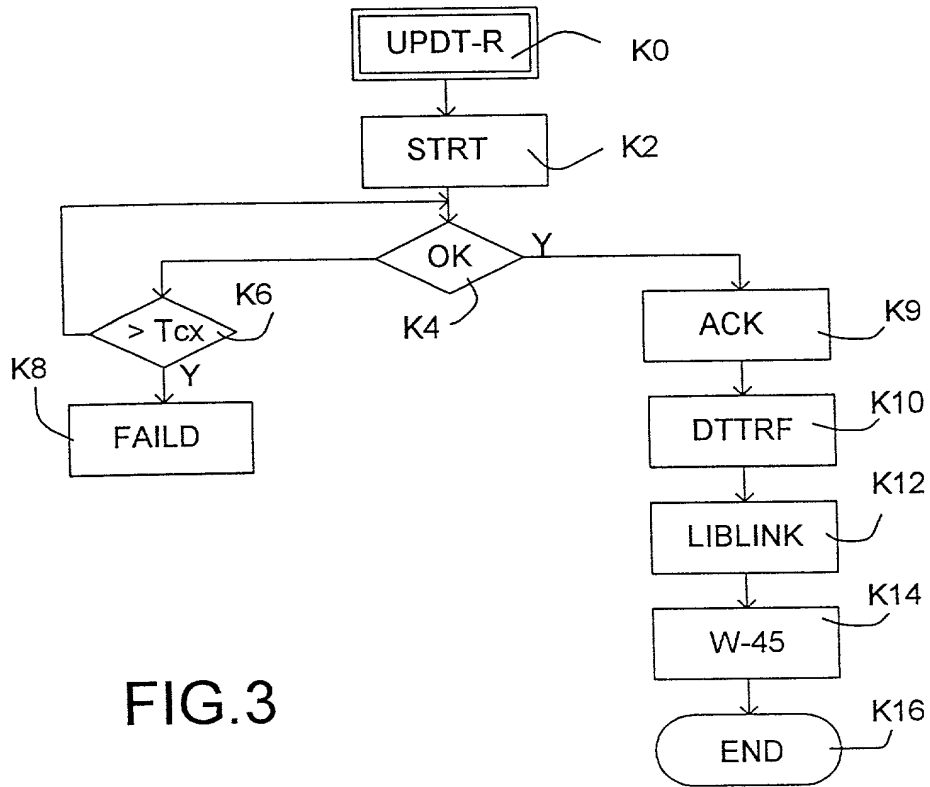 UPDT-R
K0
STRT
K2
OK
Y
K4
> Tcx
K6
Y
K8
FAILD
ACK
K9
DTTRF
K10
LIBLINK
K12
W-45
K14
END
K16
FIG.3